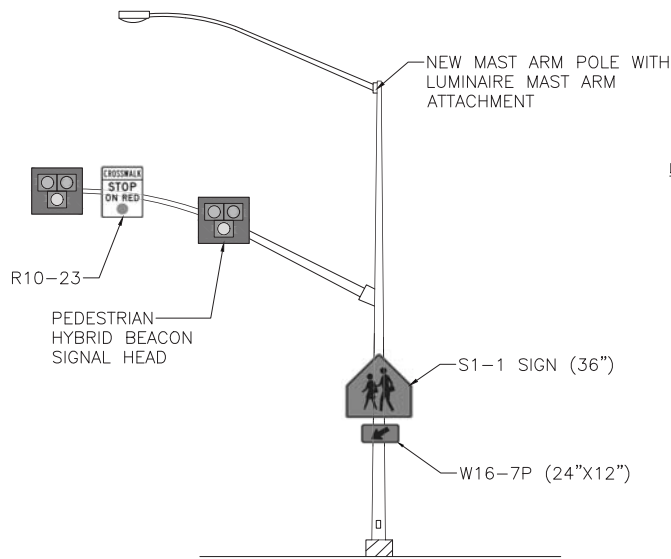 NEW MAST ARM POLE WITH
LUMINAIRE MAST ARM
ATTACHMENT
CROSSWALK
STOP
ON RED
R10-23
PEDESTRIAN
HYBRID BEACON
SIGNAL HEAD
S1-1 SIGN (36")
W16-7P (24"X12")